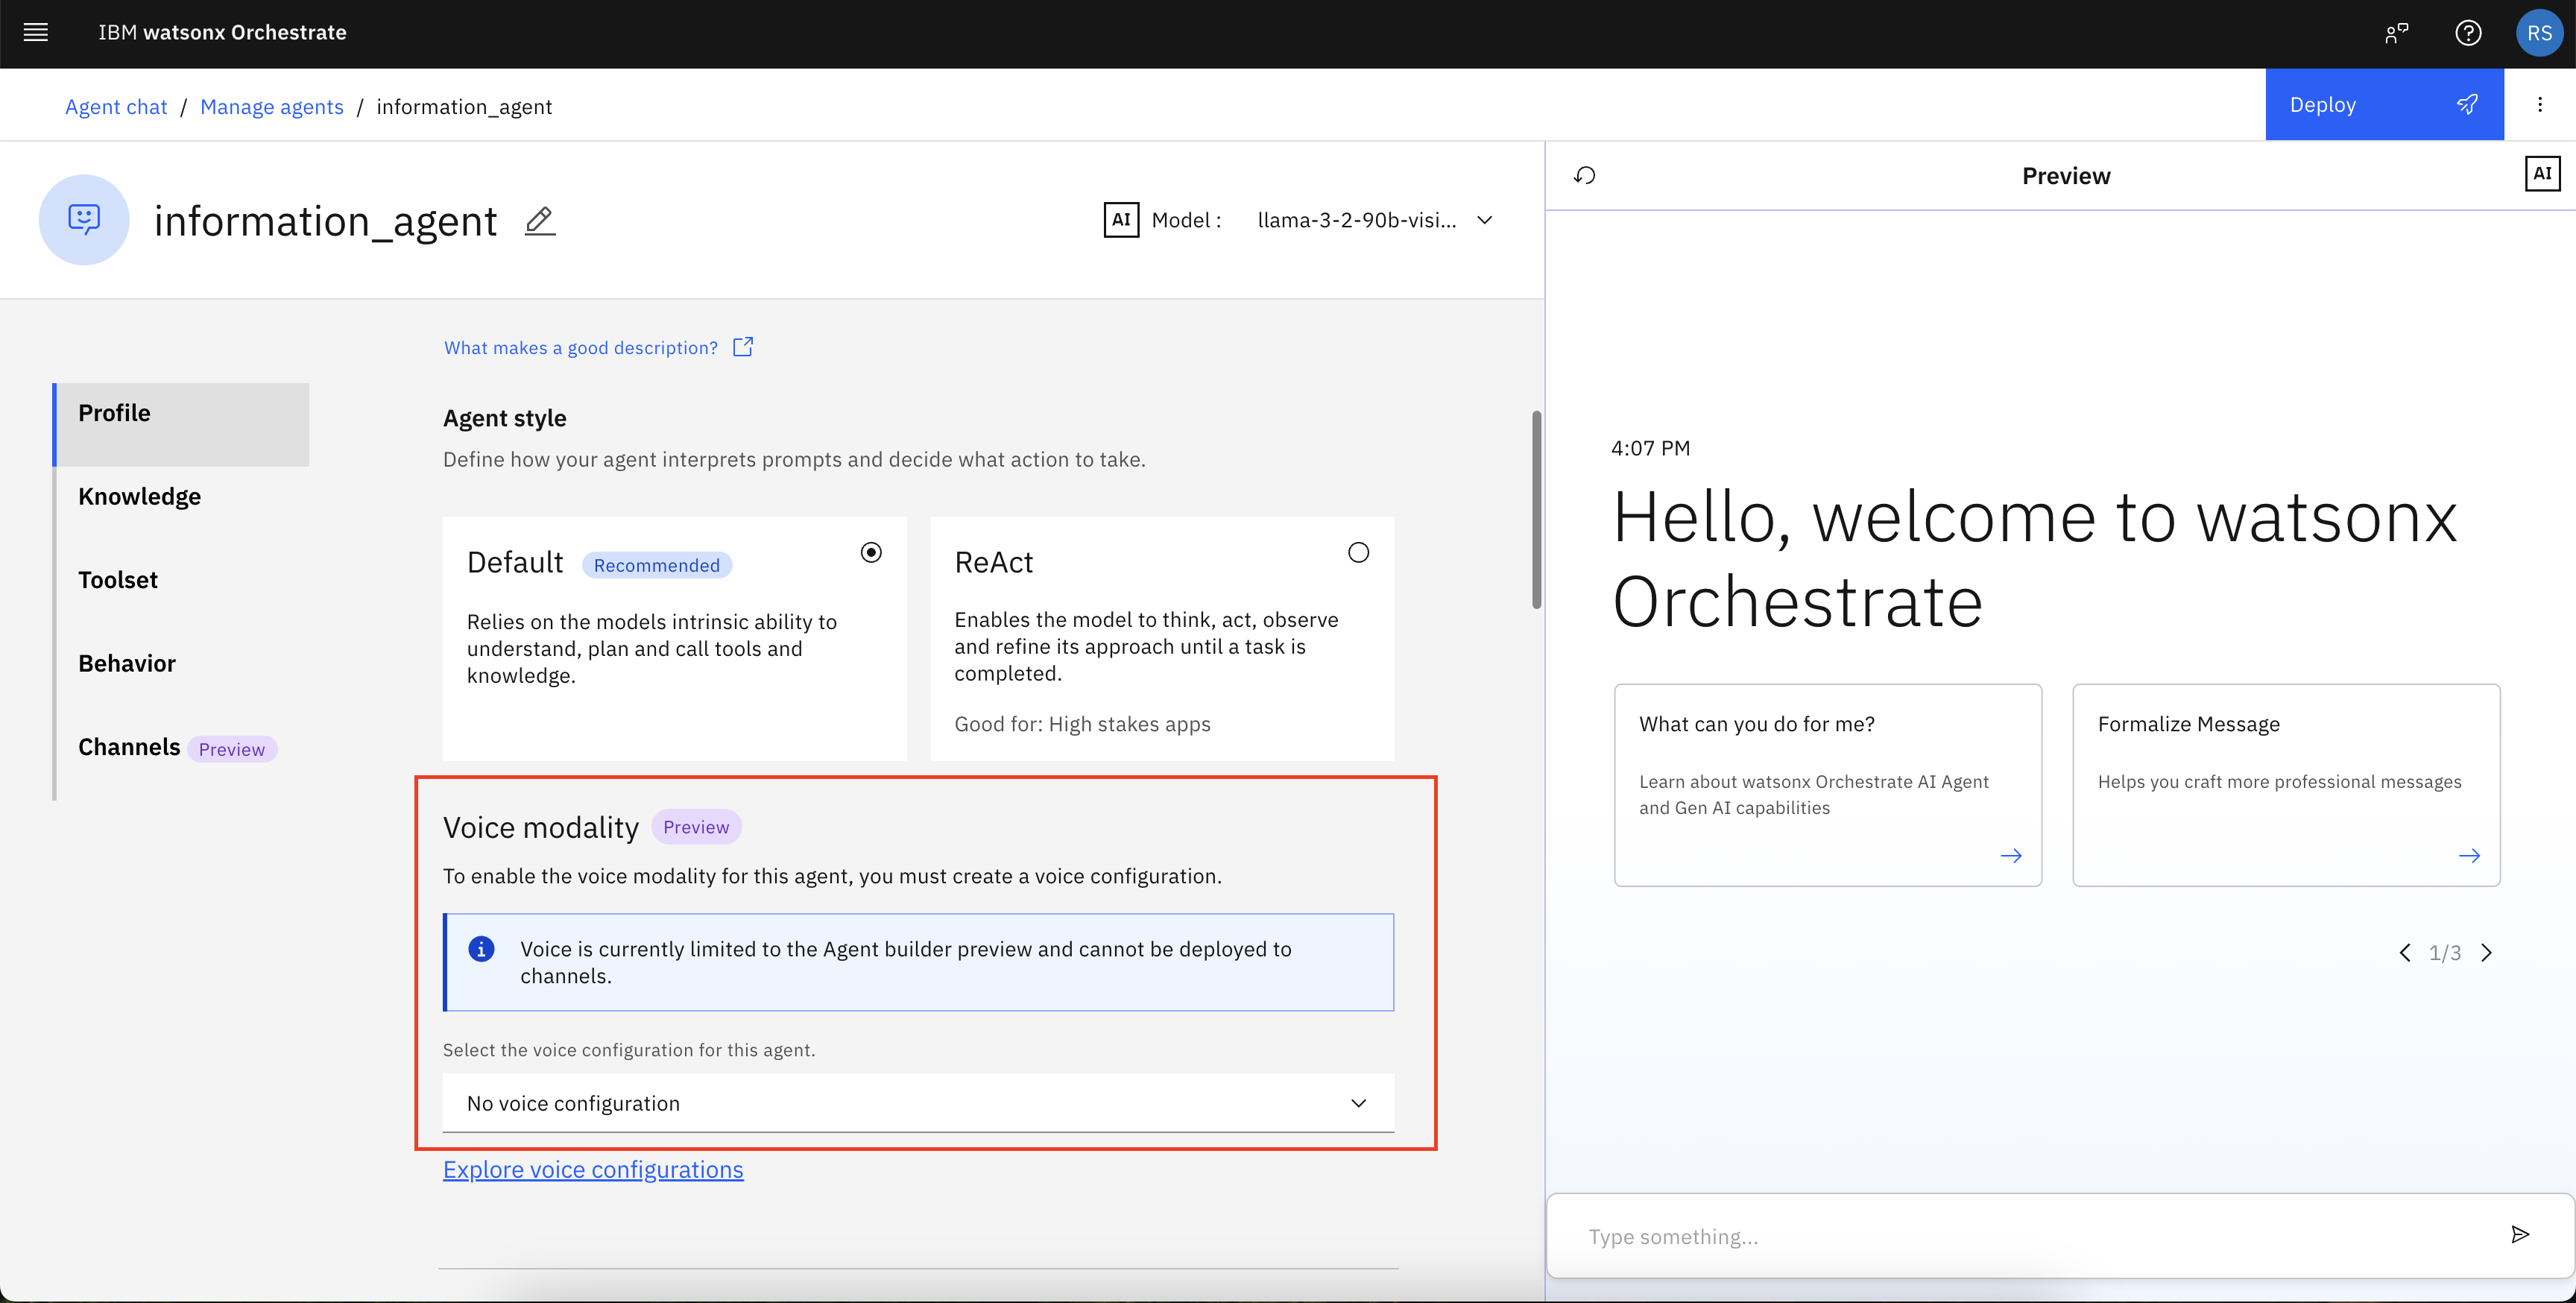 IBM watsonx Orchestrate
RS
Agent chat / Manage agents / information_agent
Deploy
information_agent
AI Model : llama-3-2-90b-visi...
Preview
AI
What makes a good description?
Profile
Knowledge
Toolset
Behavior
Channels Preview
Agent style
Define how your agent interprets prompts and decide what action to take.
Default Recommended
Relies on the models intrinsic ability to
understand, plan and call tools and
knowledge.
ReAct
Enables the model to think, act, observe
and refine its approach until a task is
completed.
Good for: High stakes apps
Voice modality Preview
To enable the voice modality for this agent, you must create a voice configuration.
Voice is currently limited to the Agent builder preview and cannot be deployed to
channels.
Select the voice configuration for this agent.
No voice configuration
Explore voice configurations
4:07 PM
Hello, welcome to watsonx
Orchestrate
What can you do for me?
Learn about watsonx Orchestrate AI Agent
and Gen AI capabilities
Formalize Message
Helps you craft more professional messages
1/3
Type something...